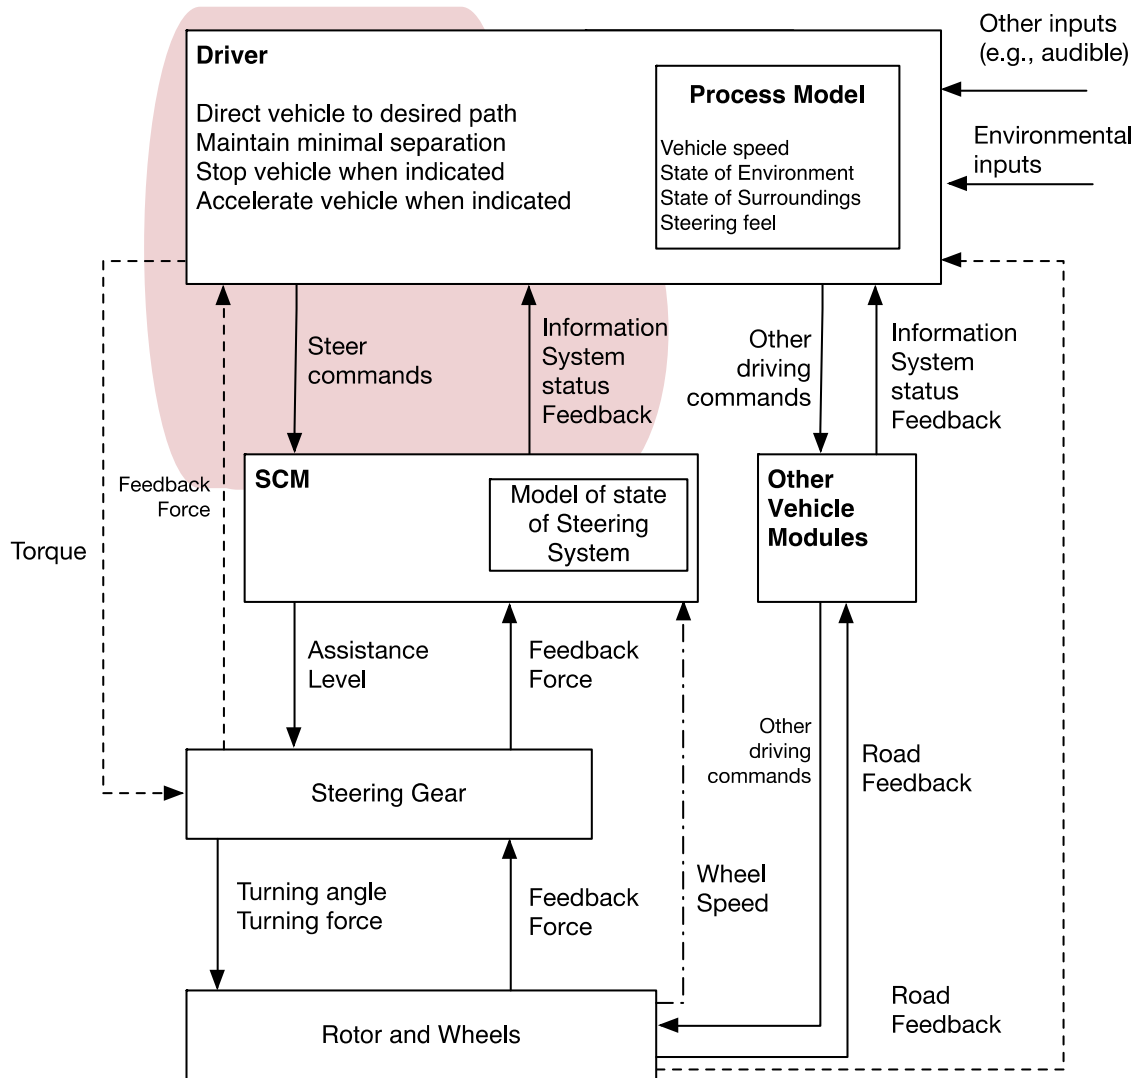 Other inputs
(e.g., audible)
Driver
Process Model
Direct vehicle to desired path
Maintain minimal separation
Stop vehicle when indicated
Accelerate vehicle when indicated
Vehicle speed
State of Environment
State of Surroundings
Steering feel
Environmental
inputs
Steer
commands
Information
System
status
Feedback
Other
driving
commands
Information
System
status
Feedback
Feedback
Force
Torque
SCM
Model of state
of Steering
System
Other
Vehicle
Modules
Assistance
Level
Feedback
Force
Other
driving
commands
Road
Feedback
Steering Gear
Turning angle
Turning force
Feedback
Force
Wheel
Speed
Rotor and Wheels
Road
Feedback